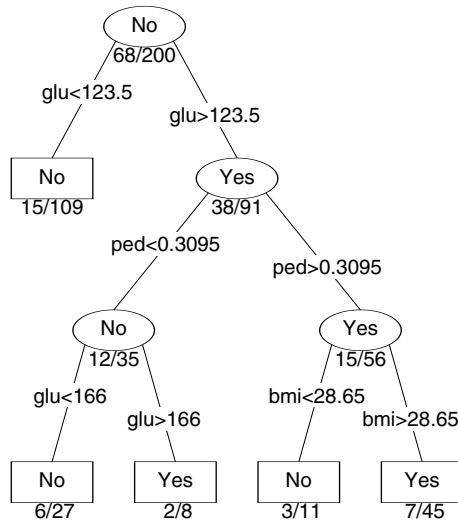 No
68/200
glu<123.5
glu>123.5
No
15/109
Yes
38/91
ped<0.3095
ped>0.3095
No
12/35
Yes
15/56
glu<166
glu>166
bmi<28.65
bmi>28.65
No
6/27
Yes
2/8
No
3/11
Yes
7/45